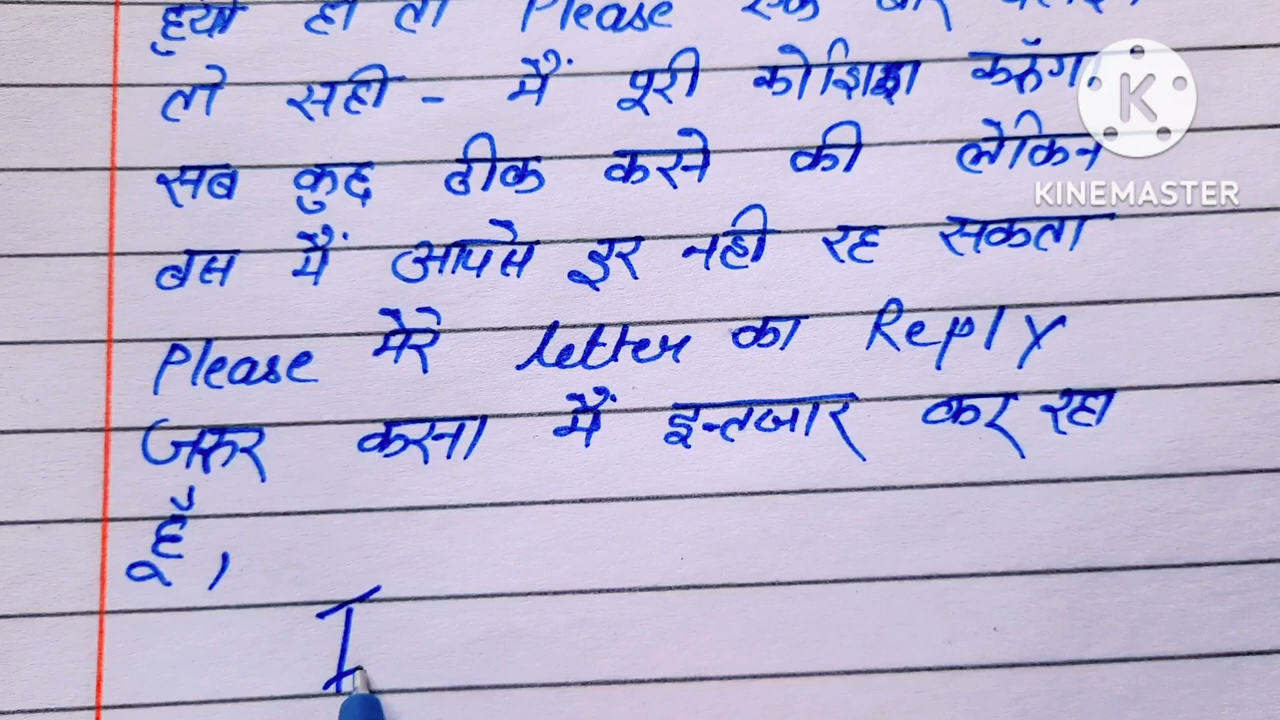 हुया हो तो Please एक बार
तो सही - मैं पूरी कोशिश करुँगा
सब कुछ ठीक करने की लेकिन
बस मैं आपसे दूर नही रह सकता
Please मेरे letter का Reply
जरुर करना मैं इन्तजार कर रहा
हूँ,
I
K
KINEMASTER